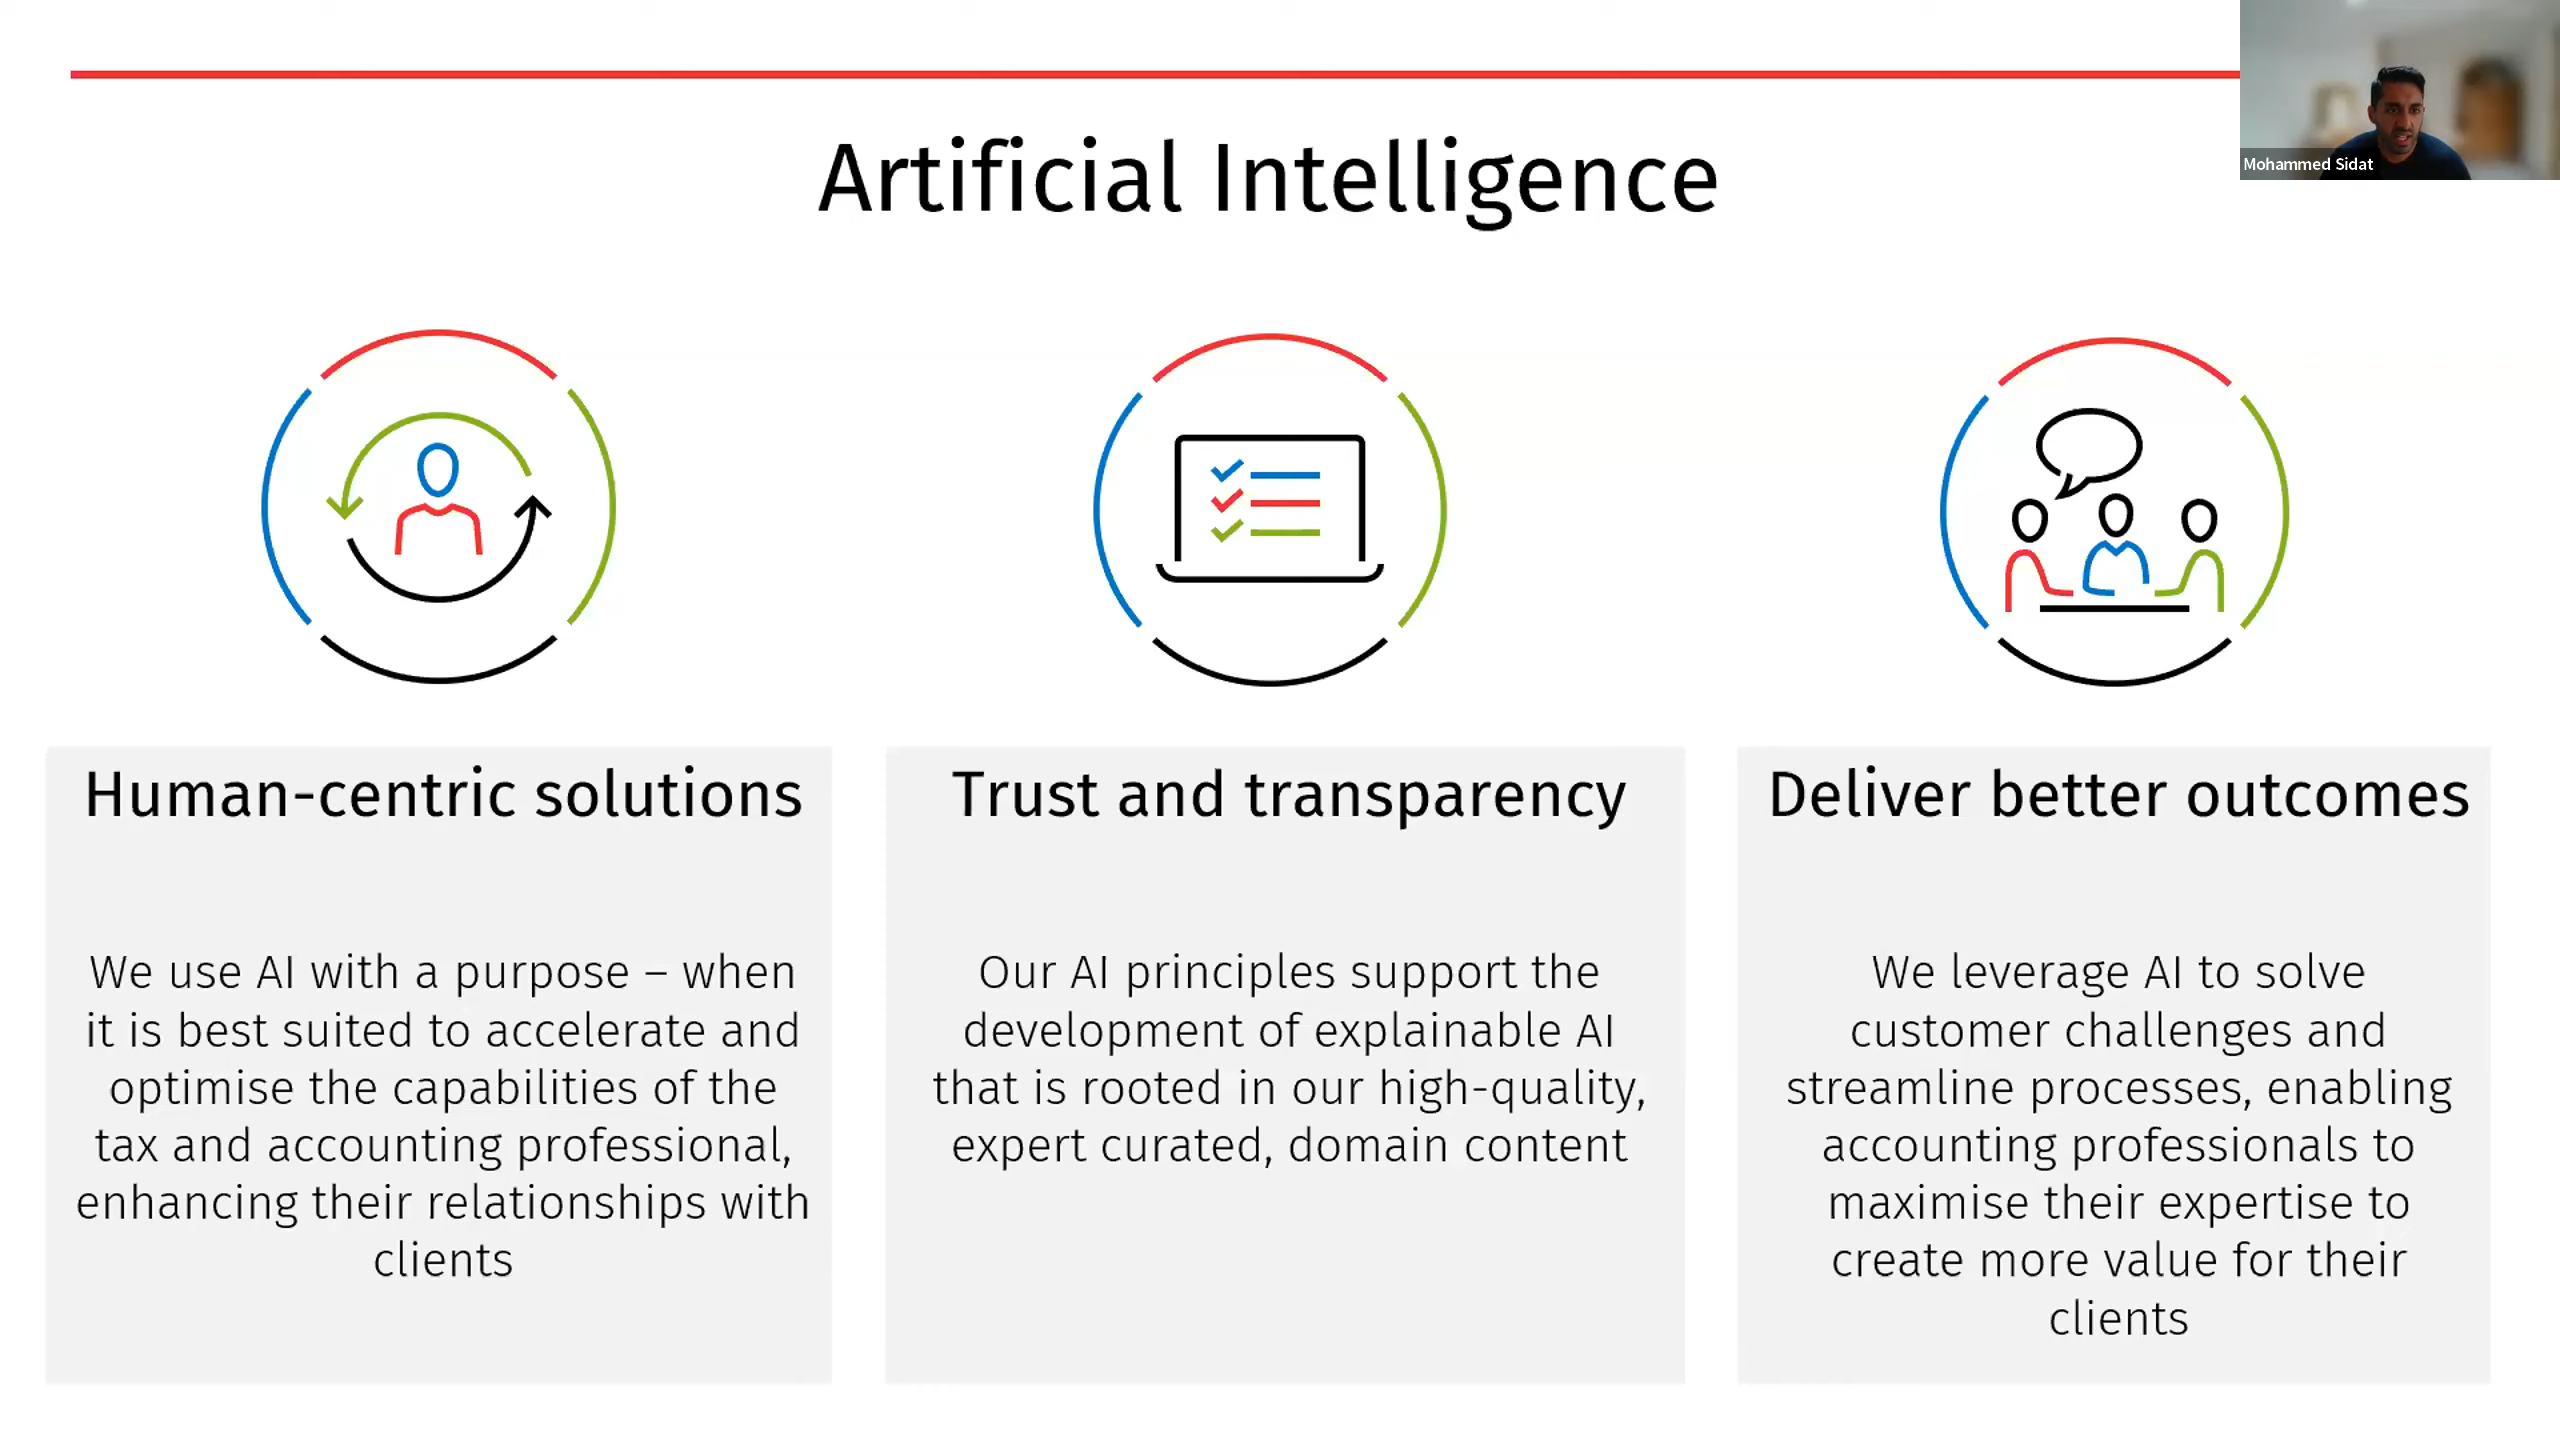 Mohammed Sidat
Artificial Intelligence
Human-centric solutions
We use AI with a purpose – when
it is best suited to accelerate and
optimise the capabilities of the
tax and accounting professional,
enhancing their relationships with
clients
Trust and transparency
Our AI principles support the
development of explainable AI
that is rooted in our high-quality,
expert curated, domain content
Deliver better outcomes
We leverage AI to solve
customer challenges and
streamline processes, enabling
accounting professionals to
maximise their expertise to
create more value for their
clients